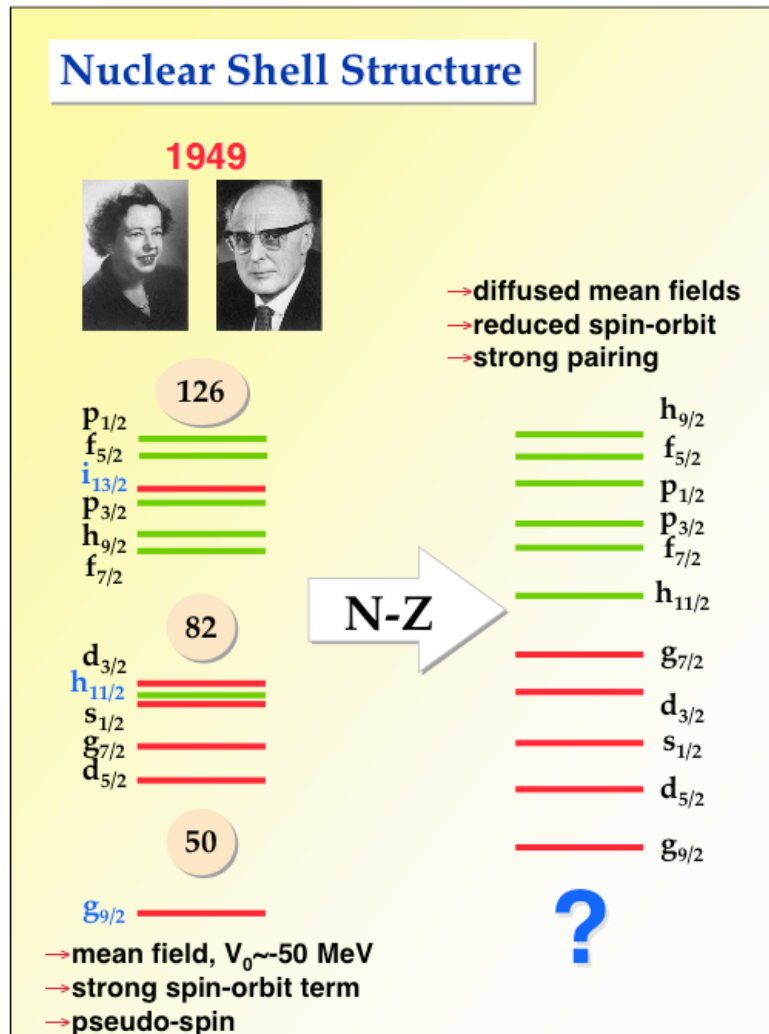 Nuclear Shell Structure
1949
→diffused mean fields
→reduced spin-orbit
→strong pairing
126
p1/2
f5/2
i13/2
p3/2
h9/2
f7/2
82
d3/2
h11/2
s1/2
g7/2
d5/2
50
g9/2
→mean field, V0~-50 MeV
→strong spin-orbit term
→pseudo-spin
N-Z
h9/2
f5/2
p1/2
p3/2
f7/2
h11/2
g7/2
d3/2
s1/2
d5/2
g9/2
?